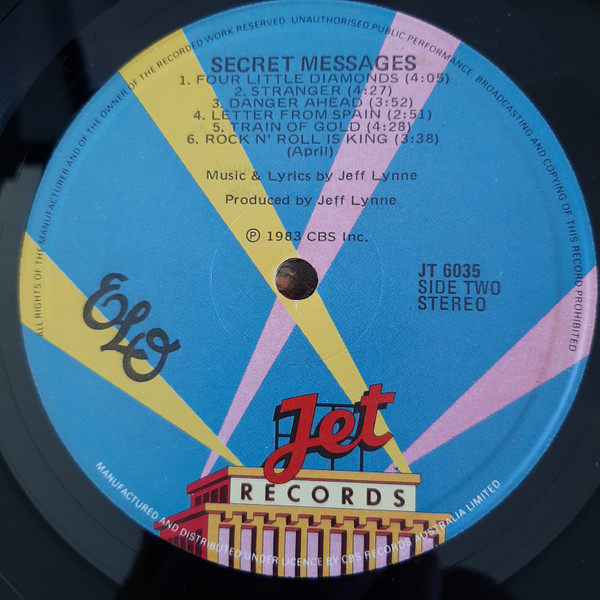 ALL RIGHTS OF THE MANUFACTURER AND OF THE OWNER OF THE RECORDED WORK RESERVED UNAUTHORISED PUBLIC PERFORMANCE BROADCASTING AND COPYING OF THIS RECORD PROHIBITED
SECRET MESSAGES
1. FOUR LITTLE DIAMONDS (4:05)
2. STRANGER (4:27)
3. DANGER AHEAD (3:52)
4. LETTER FROM SPAIN (2:51)
5. TRAIN OF GOLD (4:28)
6. ROCK N' ROLL IS KING (3:38)
(April)
Music & Lyrics by Jeff Lynne
Produced by Jeff Lynne
℗ 1983 CBS Inc.
JT 6035
SIDE TWO
STEREO
ELO
Jet
RECORDS
MANUFACTURED AND DISTRIBUTED UNDER LICENCE BY CBS RECORDS AUSTRALIA LIMITED